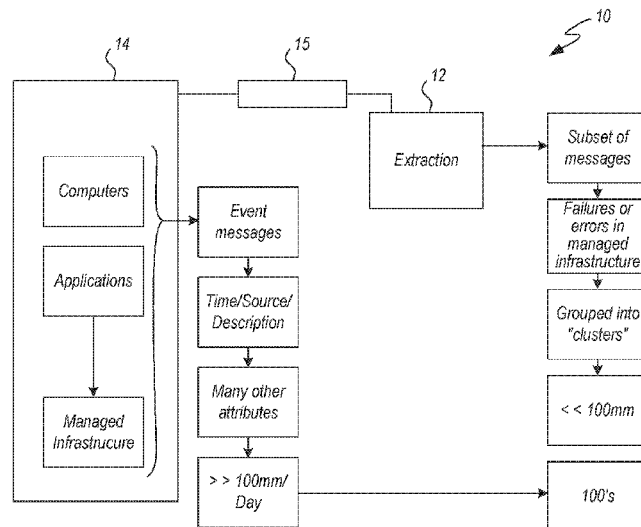 10
14
15
12
Computers
Applications
Managed
Infrastrucure
Event
messages
Time/Source/
Description
Many other
attributes
> > 100mm/
Day
Extraction
Subset of
messages
Failures or
errors in
managed
infrastructure
Grouped into
"clusters"
< < 100mm
100's